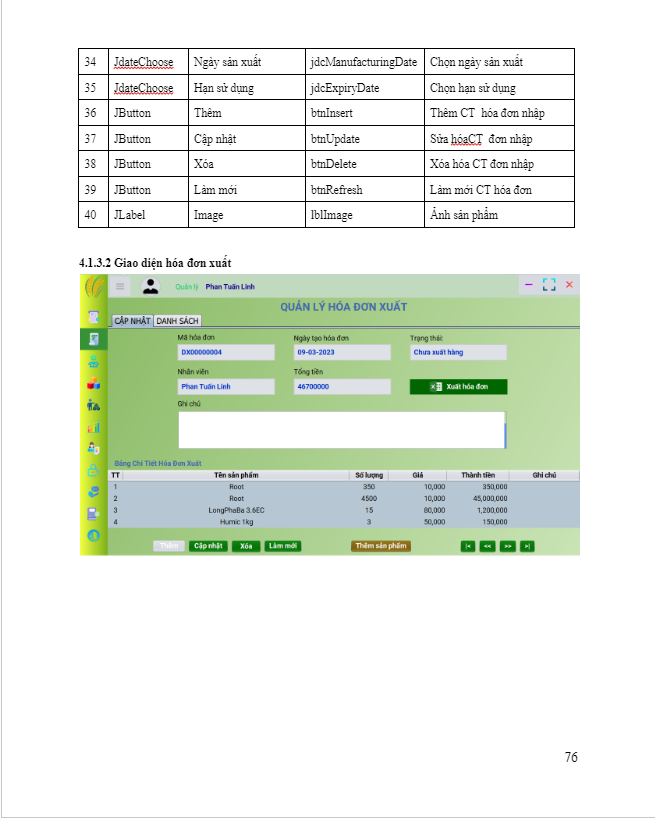 34 JdateChoose Ngày sản xuất jdcManufacturingDate Chọn ngày sản xuất
35 JdateChoose Hạn sử dụng jdcExpiryDate Chọn hạn sử dụng
36 JButton Thêm btnInsert Thêm CT hóa đơn nhập
37 JButton Cập nhật btnUpdate Sửa hóaCT đơn nhập
38 JButton Xóa btnDelete Xóa hóa CT đơn nhập
39 JButton Làm mới btnRefresh Làm mới CT hóa đơn
40 JLabel Image lblImage Ảnh sản phẩm
4.1.3.2 Giao diện hóa đơn xuất
Quản lý Phan Tuấn Linh
QUẢN LÝ HÓA ĐƠN XUẤT
CẬP NHẬT DANH SÁCH
Mã hóa đơn Ngày tạo hóa đơn Trạng thái:
DX00000004 09-03-2023 Chưa xuất hàng
Nhân viên Tổng tiền
Phan Tuấn Linh 46700000 Xuất hóa đơn
Ghi chú
Bảng Chi Tiết Hóa Đơn Xuất
TT Tên sản phẩm Số lượng Giá Thành tiền Ghi chú
1 Root 350 10,000 350,000
2 Root 4500 10,000 45,000,000
3 LongPhaBa 3.6EC 15 80,000 1,200,000
4 Humic 1kg 3 50,000 150,000
Thêm Cập nhật Xóa Làm mới Thêm sản phẩm |< << >> >|
76